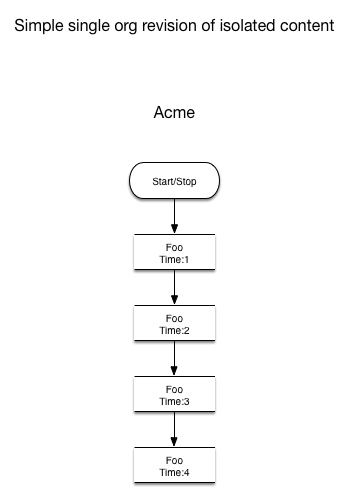 Simple single org revision of isolated content
Acme
Start/Stop
Foo
Time:1
Foo
Time:2
Foo
Time:3
Foo
Time:4